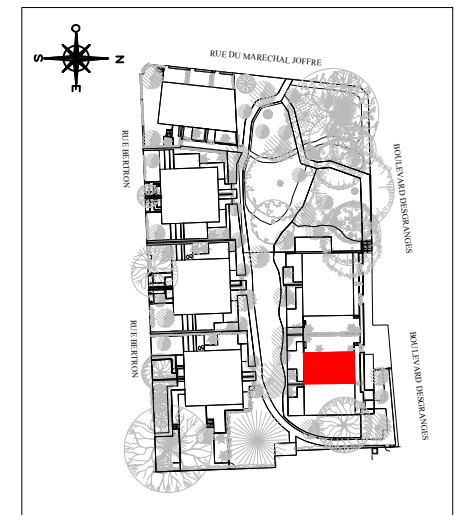 O
S
N
E
RUE DU MARECHAL JOFFRE
RUE BERTRON
BOULEVARD DESGRANGES
RUE BERTRON
BOULEVARD DESGRANGES